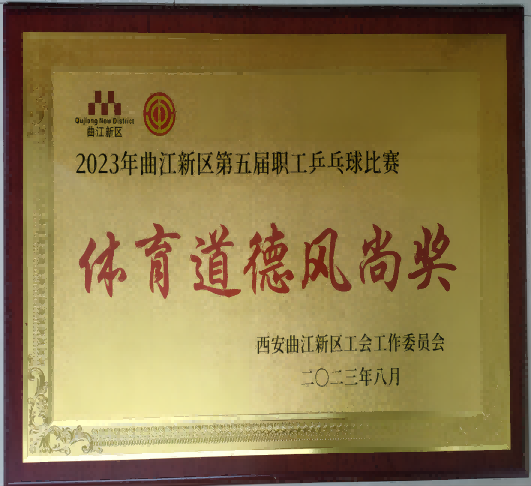 Qujiang New District
曲江新区
2023年曲江新区第五届职工乒乓球比赛
体育道德风尚奖
西安曲江新区工会工作委员会
二〇二三年八月